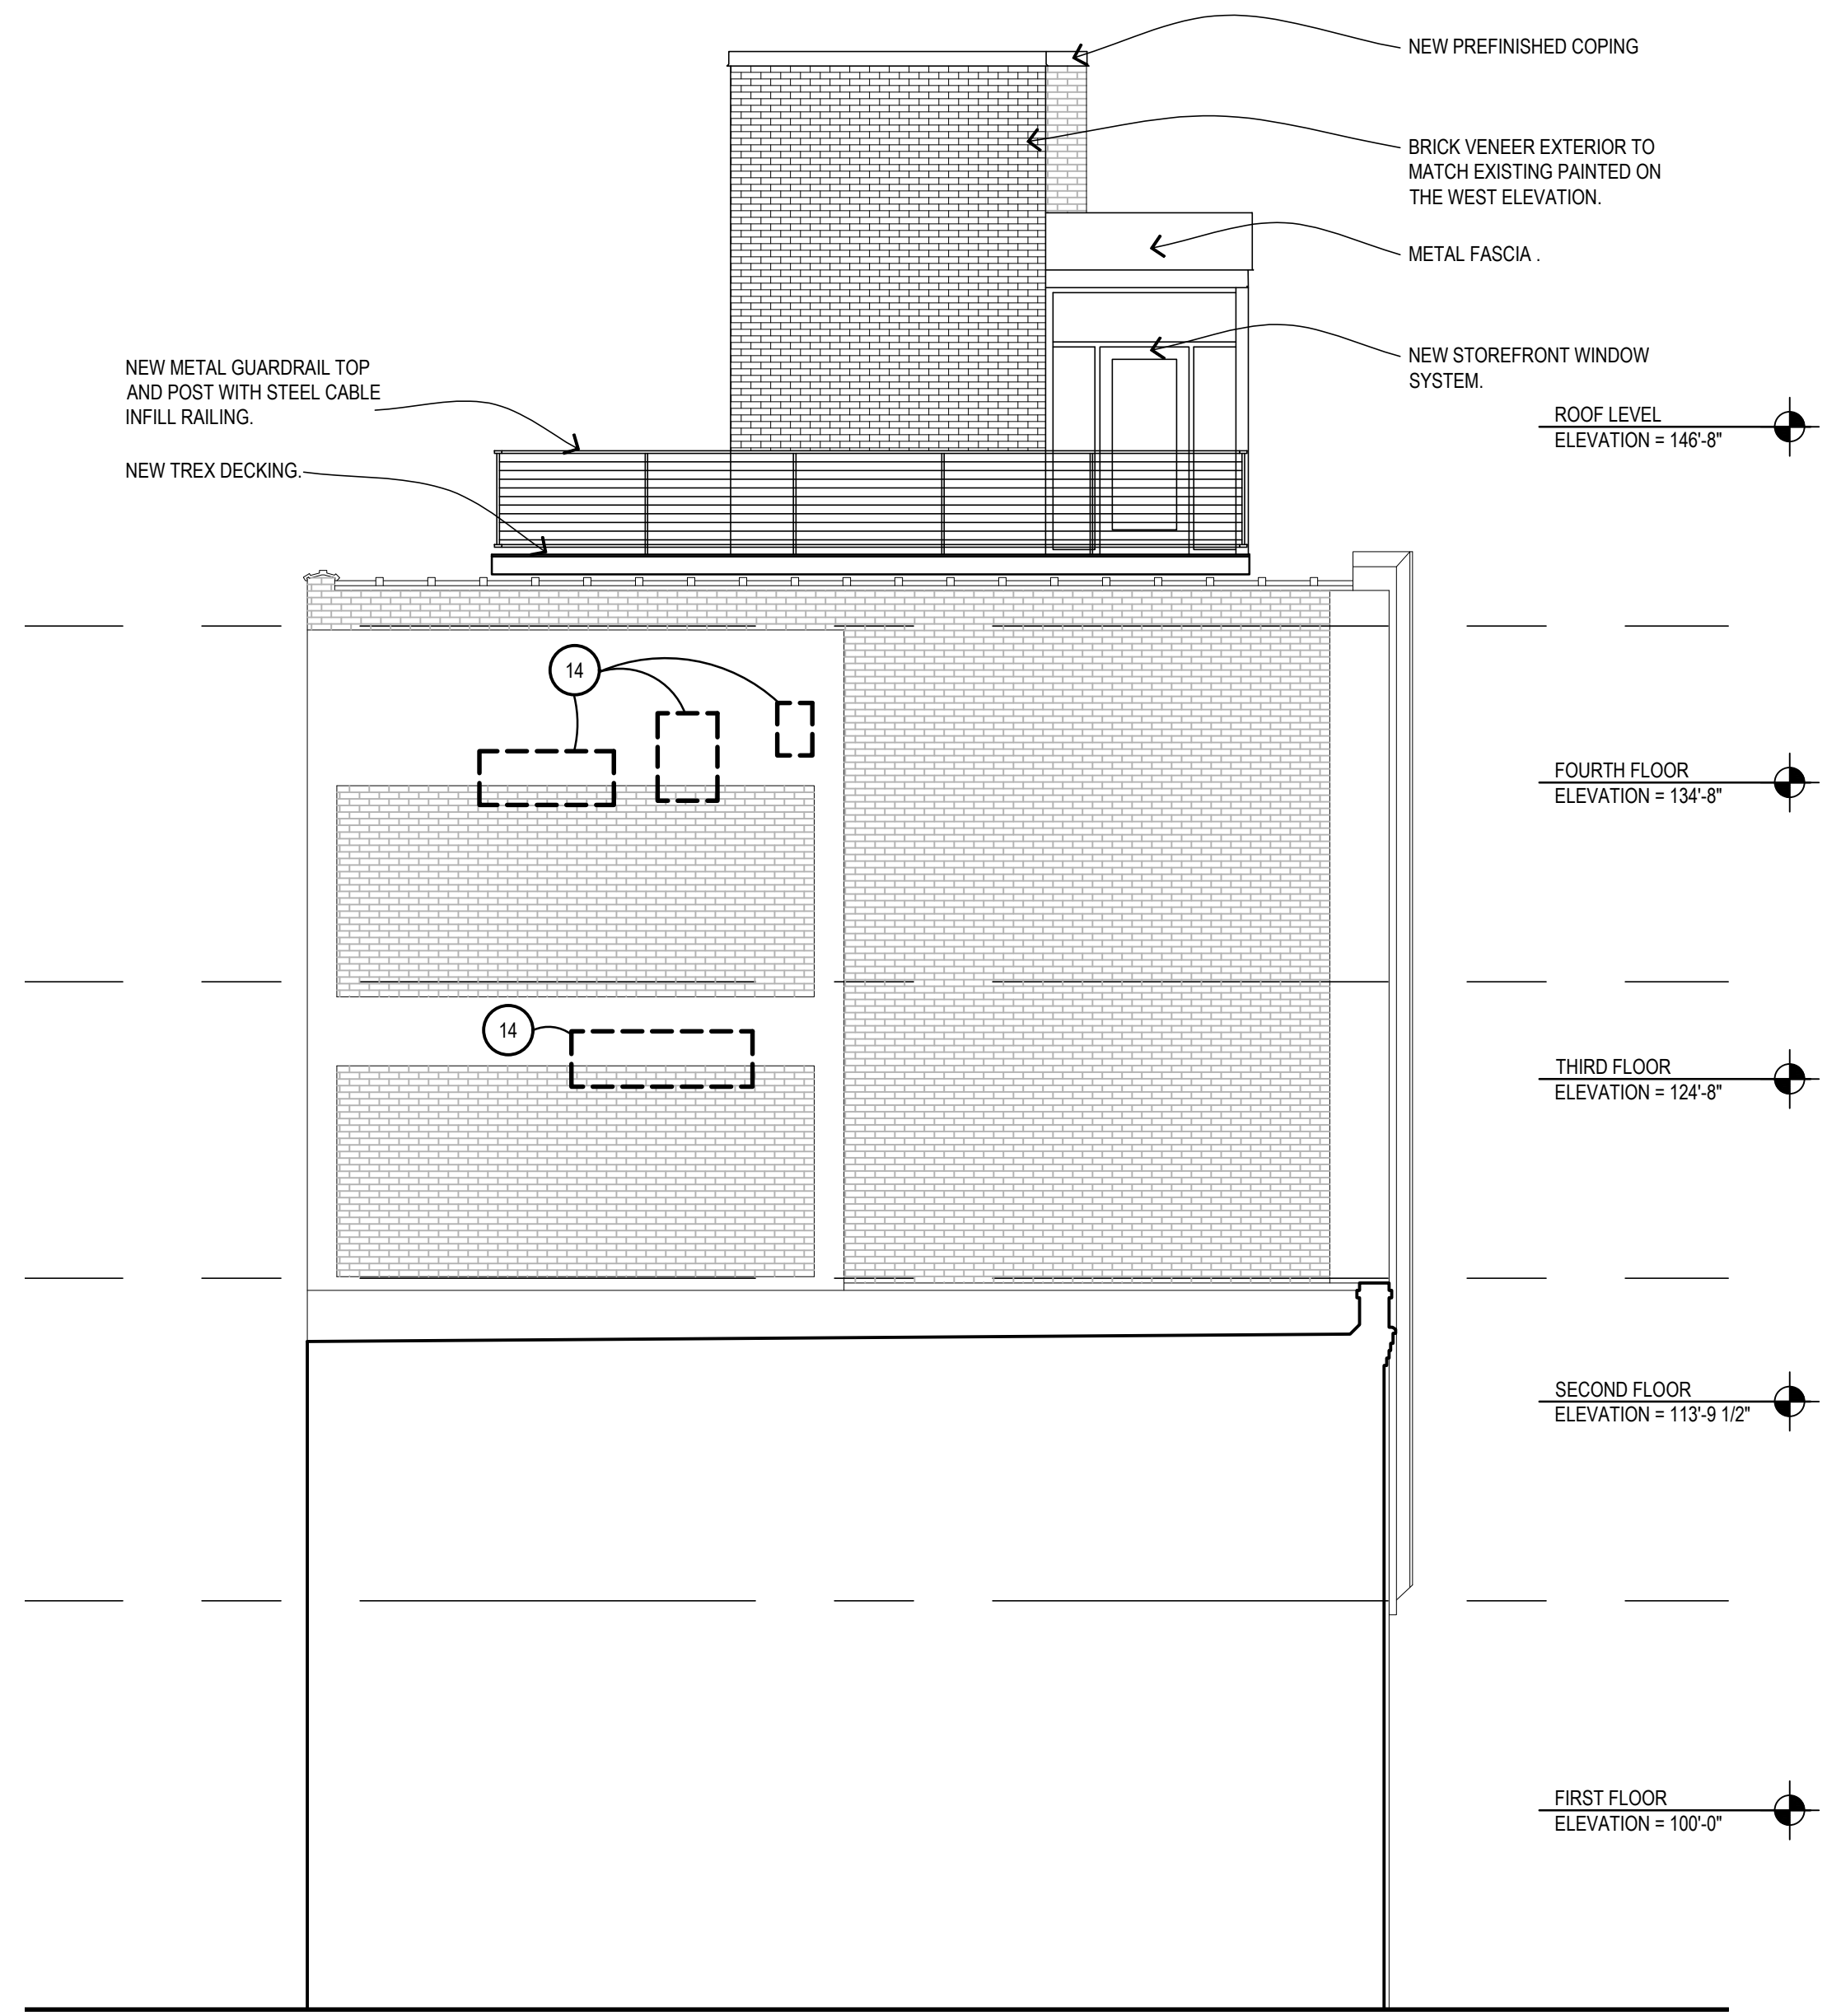 NEW PREFINISHED COPING
BRICK VENEER EXTERIOR TO
MATCH EXISTING PAINTED ON
THE WEST ELEVATION.
METAL FASCIA .
NEW STOREFRONT WINDOW
SYSTEM.
NEW METAL GUARDRAIL TOP
AND POST WITH STEEL CABLE
INFILL RAILING.
NEW TREX DECKING.
ROOF LEVEL
ELEVATION = 146'-8"
14
FOURTH FLOOR
ELEVATION = 134'-8"
14
THIRD FLOOR
ELEVATION = 124'-8"
SECOND FLOOR
ELEVATION = 113'-9 1/2"
FIRST FLOOR
ELEVATION = 100'-0"